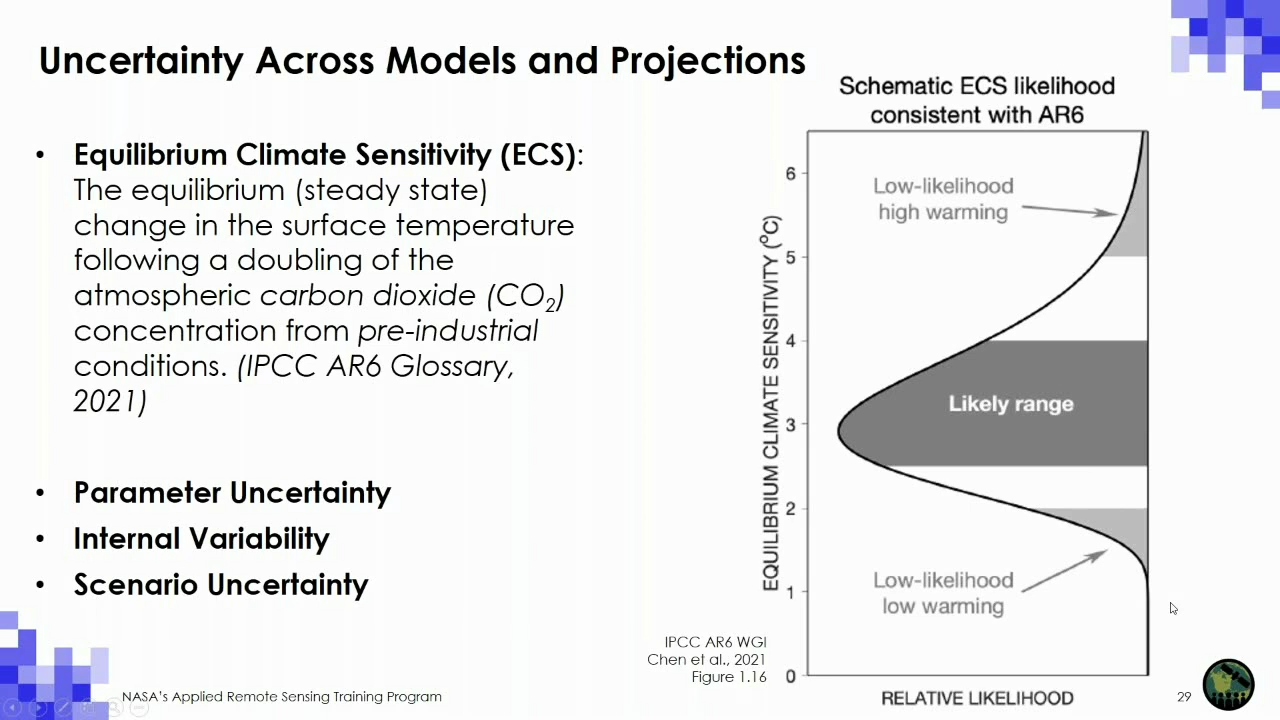 Uncertainty Across Models and Projections
• Equilibrium Climate Sensitivity (ECS):
The equilibrium (steady state)
change in the surface temperature
following a doubling of the
atmospheric carbon dioxide (CO2)
concentration from pre-industrial
conditions. (IPCC AR6 Glossary,
2021)
• Parameter Uncertainty
• Internal Variability
• Scenario Uncertainty
Schematic ECS likelihood
consistent with AR6
EQUILIBRIUM CLIMATE SENSITIVITY (°C)
6
5
4
3
2
1
0
Low-likelihood
high warming
Likely range
Low-likelihood
low warming
RELATIVE LIKELIHOOD
IPCC AR6 WGI
Chen et al., 2021
Figure 1.16
NASA's Applied Remote Sensing Training Program
29